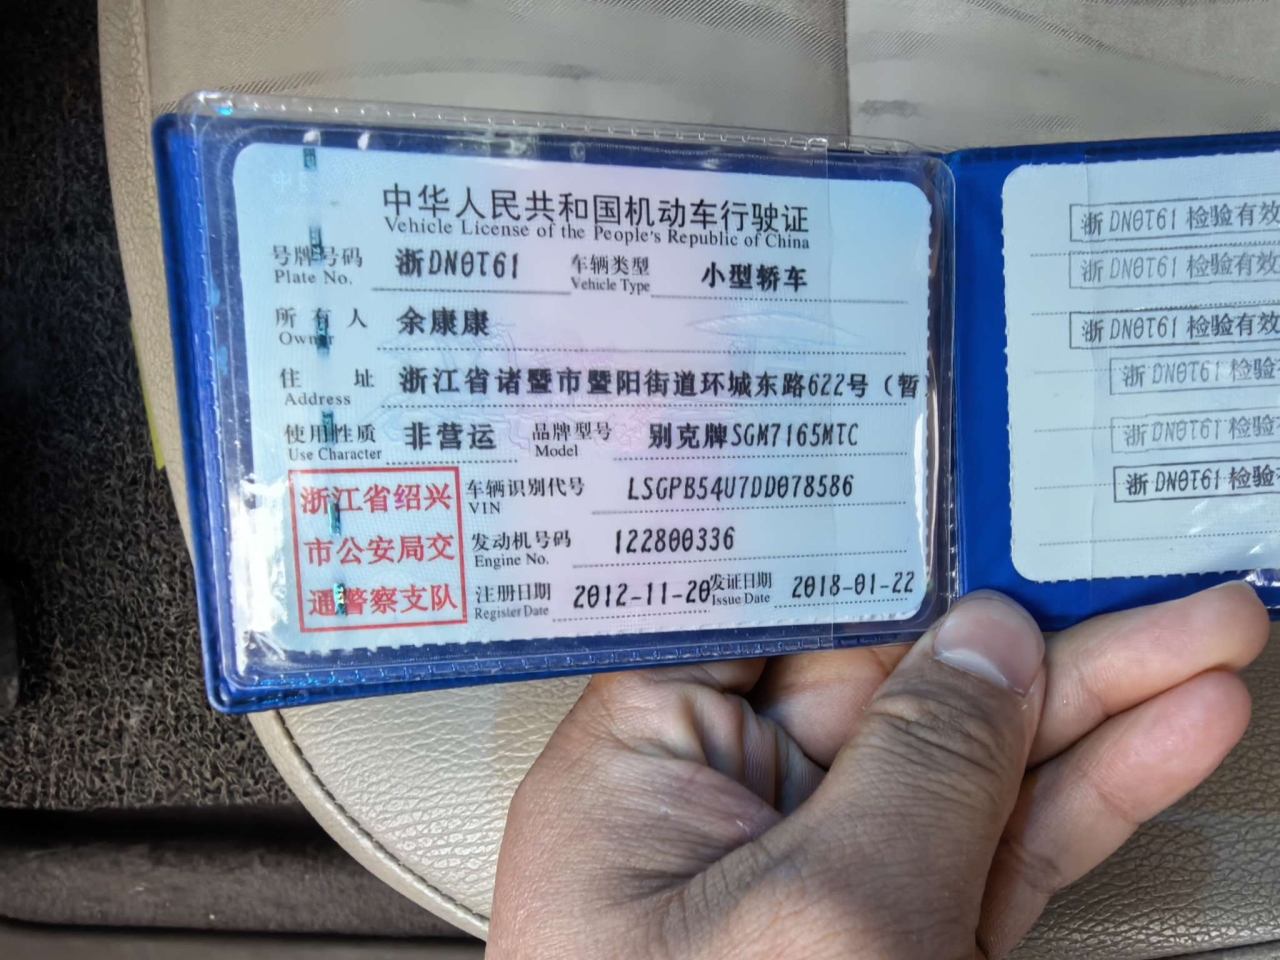 中华人民共和国机动车行驶证
Vehicle License of the People's Republic of China
号牌号码 浙DN0T61 车辆类型 小型轿车
Plate No. Vehicle Type
所有人 余康康
Owner
住址 浙江省诸暨市暨阳街道环城东路622号（暂
Address
使用性质 非营运 品牌型号 别克牌SGM7165MTC
Use Character Model
浙江省绍兴
市公安局交
通警察支队
车辆识别代号 LSGPB54U7DD078586
VIN
发动机号码 122800336
Engine No.
注册日期 2012-11-20 发证日期 2018-01-22
Register Date Issue Date
浙DN0T61检验有效
浙DN0T61检验有效
浙DN0T61检验有效
浙DN0T61检验
浙DN0T61检验
浙DN0T61检验